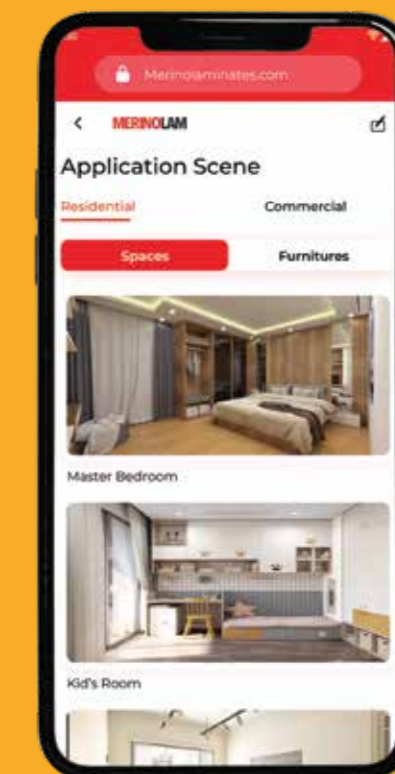 Merinolaminates.com
MERINOLAM
Application Scene
Residential Commercial
Spaces Furnitures
Master Bedroom
Kid's Room